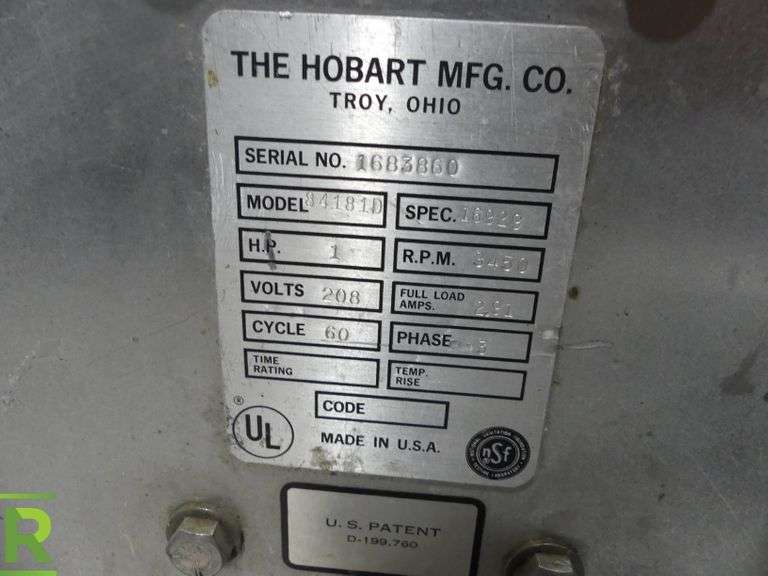 THE HOBART MFG. CO.
TROY, OHIO
SERIAL NO. 1683860
MODEL 84181D SPEC.
H.P. 1 R.P.M. 3450
VOLTS 208 FULL LOAD AMPS.
CYCLE 60 PHASE 3
TIME RATING TEMP. RISE
CODE
® UL MADE IN U.S.A. nsf
U.S. PATENT
D-199,760
R